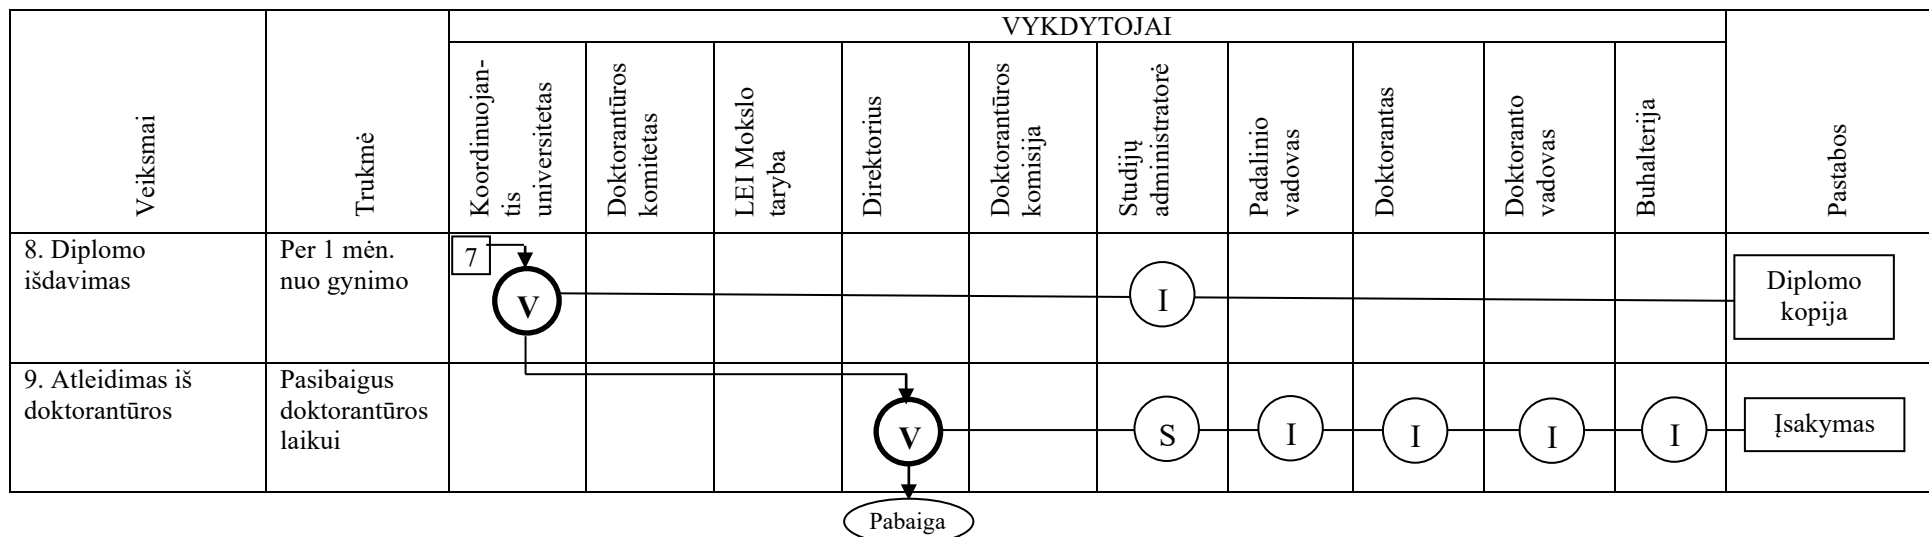 VYKDYTOJAI
Veiksmai
Trukmė
Koordinuojan-
tis
universitetas
Doktorantūros
komitetas
LEI Mokslo
taryba
Direktorius
Doktorantūros
komisija
Studijų
administratorė
Padalinio
vadovas
Doktorantas
Doktoranto
vadovas
Buhalterija
Pastabos
8. Diplomo
išdavimas
Per 1 mėn.
nuo gynimo
7
V
I
Diplomo
kopija
9. Atleidimas iš
doktorantūros
Pasibaigus
doktorantūros
laikui
V
S
I
I
I
I
Įsakymas
Pabaiga